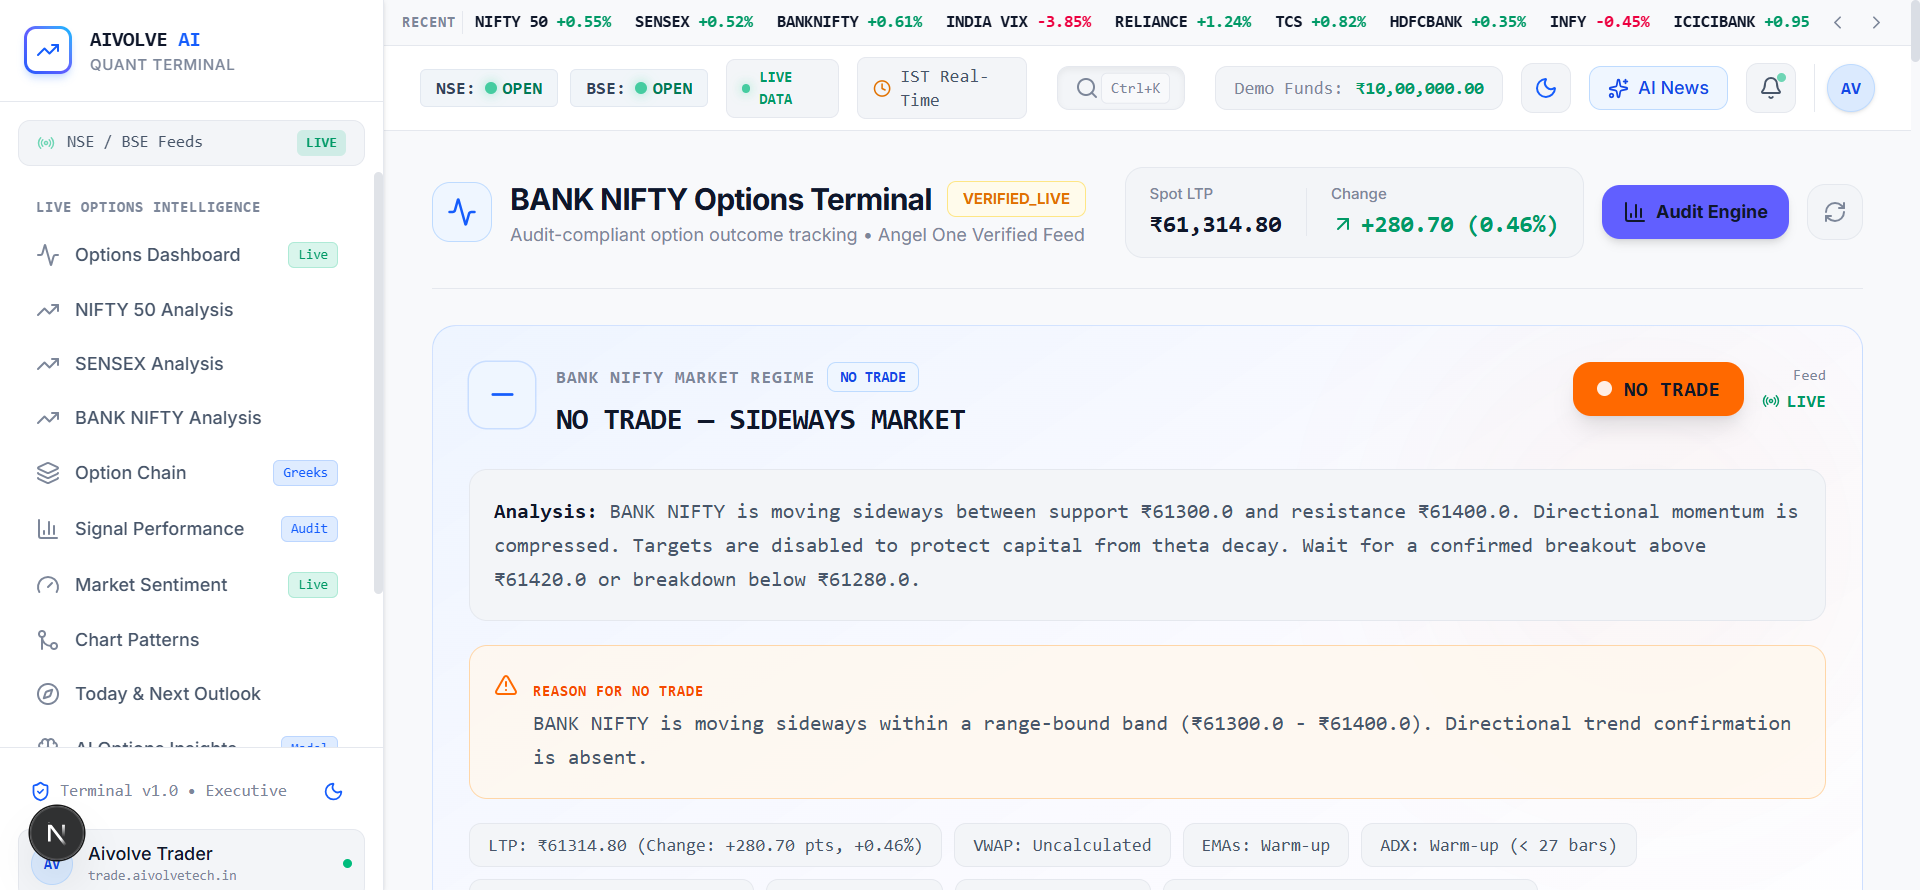 AIVOLVE AI
QUANT TERMINAL
NSE / BSE Feeds LIVE
LIVE OPTIONS INTELLIGENCE
Options Dashboard Live
NIFTY 50 Analysis
SENSEX Analysis
BANK NIFTY Analysis
Option Chain Greeks
Signal Performance Audit
Market Sentiment Live
Chart Patterns
Today & Next Outlook
AI Options Insights Model
Terminal v1.0 • Executive
N
AV
Aivolve Trader
trade.aivolvetech.in
RECENT NIFTY 50 +0.55% SENSEX +0.52% BANKNIFTY +0.61% INDIA VIX -3.85% RELIANCE +1.24% TCS +0.82% HDFCBANK +0.35% INFY -0.45% ICICIBANK +0.95
NSE: OPEN
BSE: OPEN
LIVE
DATA
IST Real-
Time
Ctrl+K
Demo Funds: ₹10,00,000.00
AI News
AV
BANK NIFTY Options Terminal VERIFIED_LIVE
Audit-compliant option outcome tracking • Angel One Verified Feed
Spot LTP
₹61,314.80
Change
+280.70 (0.46%)
Audit Engine
BANK NIFTY MARKET REGIME NO TRADE
NO TRADE — SIDEWAYS MARKET
NO TRADE
Feed
LIVE
Analysis: BANK NIFTY is moving sideways between support ₹61300.0 and resistance ₹61400.0. Directional momentum is
compressed. Targets are disabled to protect capital from theta decay. Wait for a confirmed breakout above
₹61420.0 or breakdown below ₹61280.0.
REASON FOR NO TRADE
BANK NIFTY is moving sideways within a range-bound band (₹61300.0 - ₹61400.0). Directional trend confirmation
is absent.
LTP: ₹61314.80 (Change: +280.70 pts, +0.46%)
VWAP: Uncalculated
EMAs: Warm-up
ADX: Warm-up (< 27 bars)